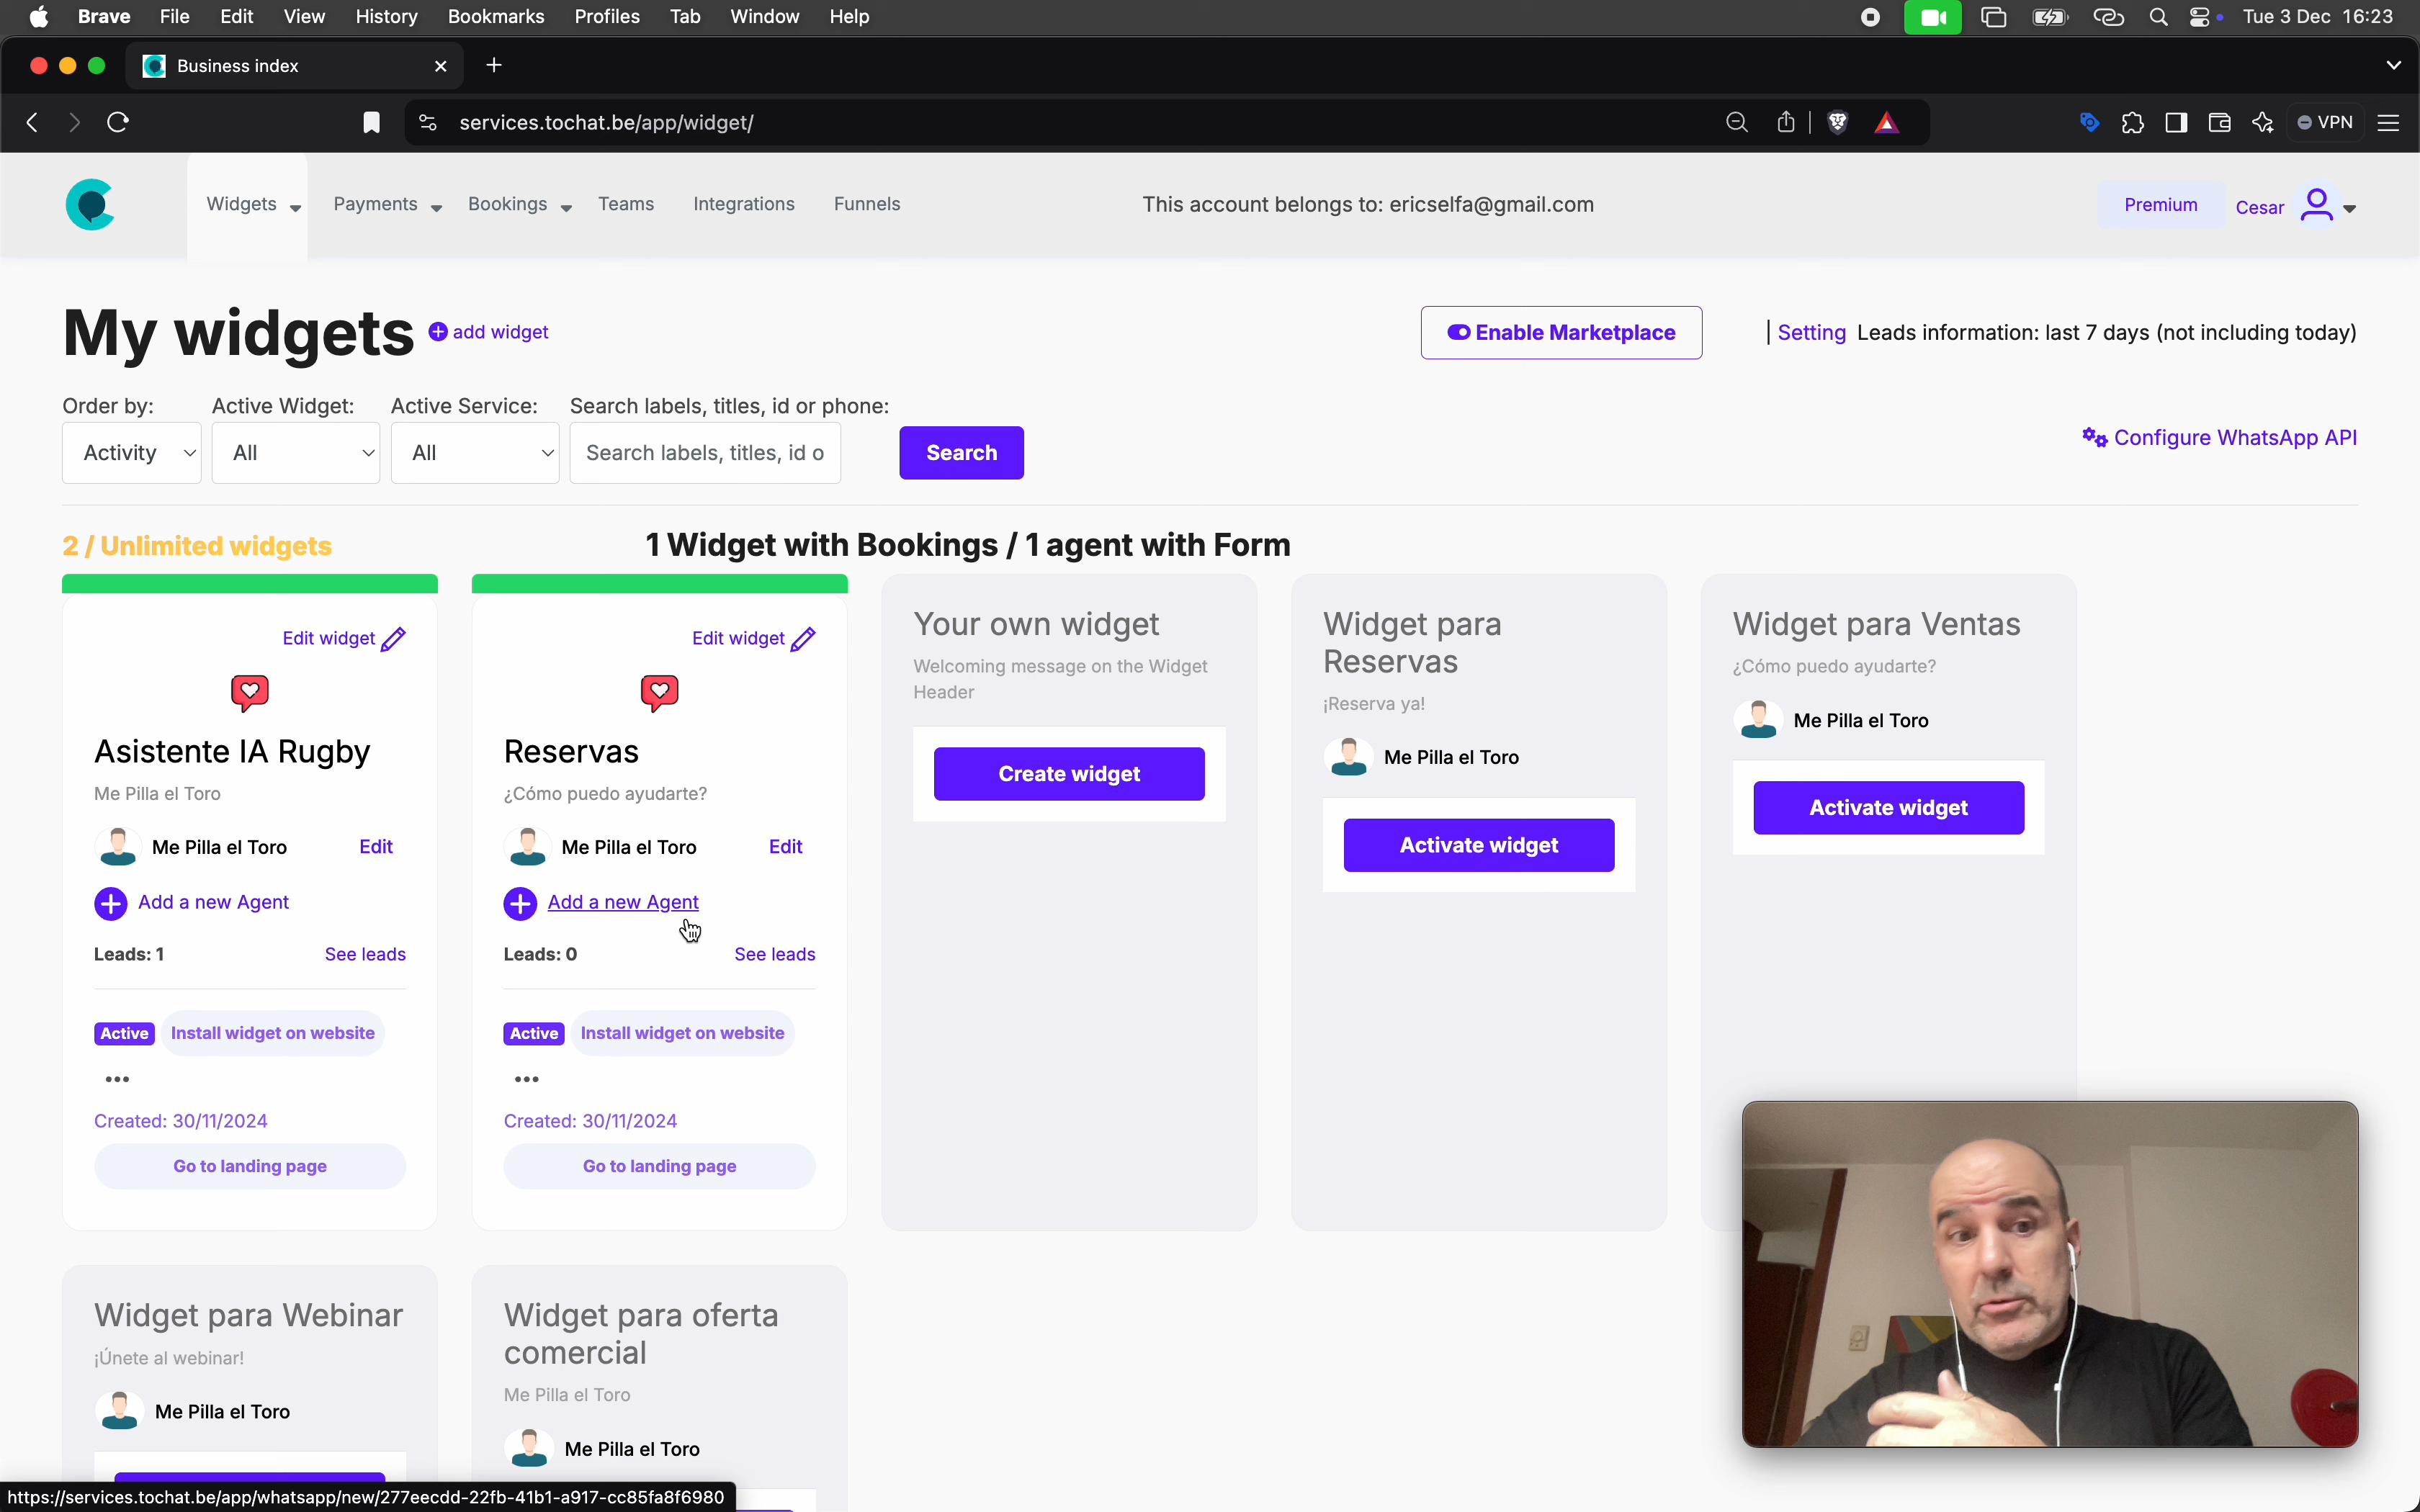 Brave File Edit View History Bookmarks Profiles Tab Window Help Tue 3 Dec 16:23
Business index
services.tochat.be/app/widget/ VPN
Widgets Payments Bookings Teams Integrations Funnels This account belongs to: ericselfa@gmail.com Premium Cesar
My widgets add widget Enable Marketplace | Setting Leads information: last 7 days (not including today)
Order by: Active Widget: Active Service: Search labels, titles, id or phone:
Activity All All Search labels, titles, id o Search Configure WhatsApp API
2 / Unlimited widgets 1 Widget with Bookings / 1 agent with Form
Edit widget
Asistente IA Rugby
Me Pilla el Toro
Me Pilla el Toro Edit
Add a new Agent
Leads: 1 See leads
Active Install widget on website
•••
Created: 30/11/2024
Go to landing page
Edit widget
Reservas
¿Cómo puedo ayudarte?
Me Pilla el Toro Edit
Add a new Agent
Leads: 0 See leads
Active Install widget on website
•••
Created: 30/11/2024
Go to landing page
Your own widget
Welcoming message on the Widget
Header
Create widget
Widget para
Reservas
¡Reserva ya!
Me Pilla el Toro
Activate widget
Widget para Ventas
¿Cómo puedo ayudarte?
Me Pilla el Toro
Activate widget
Widget para Webinar
¡Únete al webinar!
Me Pilla el Toro
Widget para oferta
comercial
Me Pilla el Toro
Me Pilla el Toro
https://services.tochat.be/app/whatsapp/new/277eecdd-22fb-41b1-a917-cc85fa8f6980